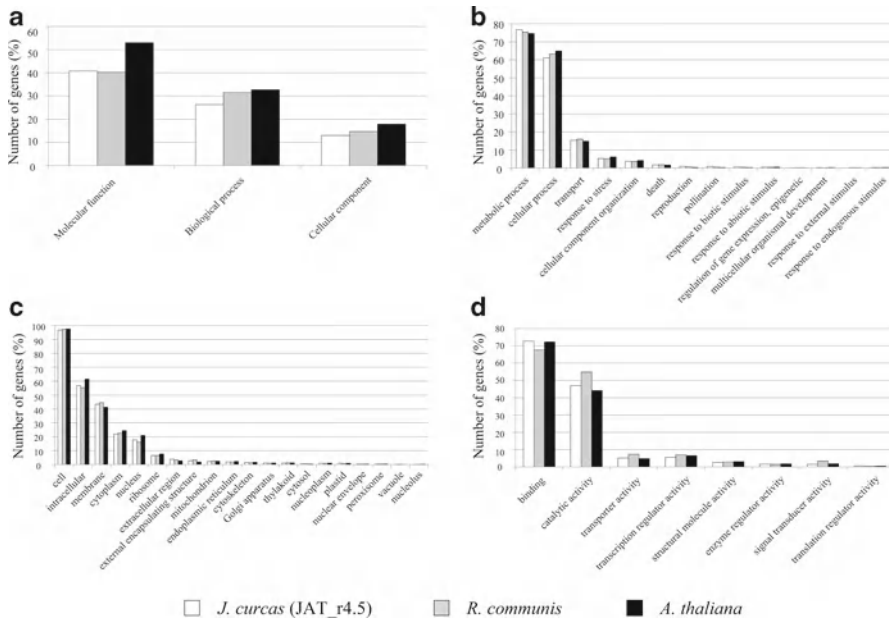 a
Number of genes (%)
60
50
40
30
20
10
0
Molecular function
Biological process
Cellular component
b
Number of genes (%)
80
70
60
50
40
30
20
10
0
metabolic process
cellular process
transport
response to stress
cellular component organization
death
reproduction
pollination
response to biotic stimulus
response to abiotic stimulus
regulation of gene expression, epigenetic
multicellular organismal development
response to external stimulus
response to endogenous stimulus
c
Number of genes (%)
100
90
80
70
60
50
40
30
20
10
0
cell
intracellular
membrane
cytoplasm
nucleus
ribosome
extracellular region
external encapsulating structure
mitochondrion
endoplasmic reticulum
cytoskeleton
Golgi apparatus
thylakoid
cytosol
nucleoplasm
plastid
nuclear envelope
peroxisome
vacuole
nucleolus
d
Number of genes (%)
80
70
60
50
40
30
20
10
0
binding
catalytic activity
transporter activity
transcription regulator activity
structural molecule activity
enzyme regulator activity
signal transducer activity
translation regulator activity
J. curcas (JAT_r4.5)
R. communis
A. thaliana